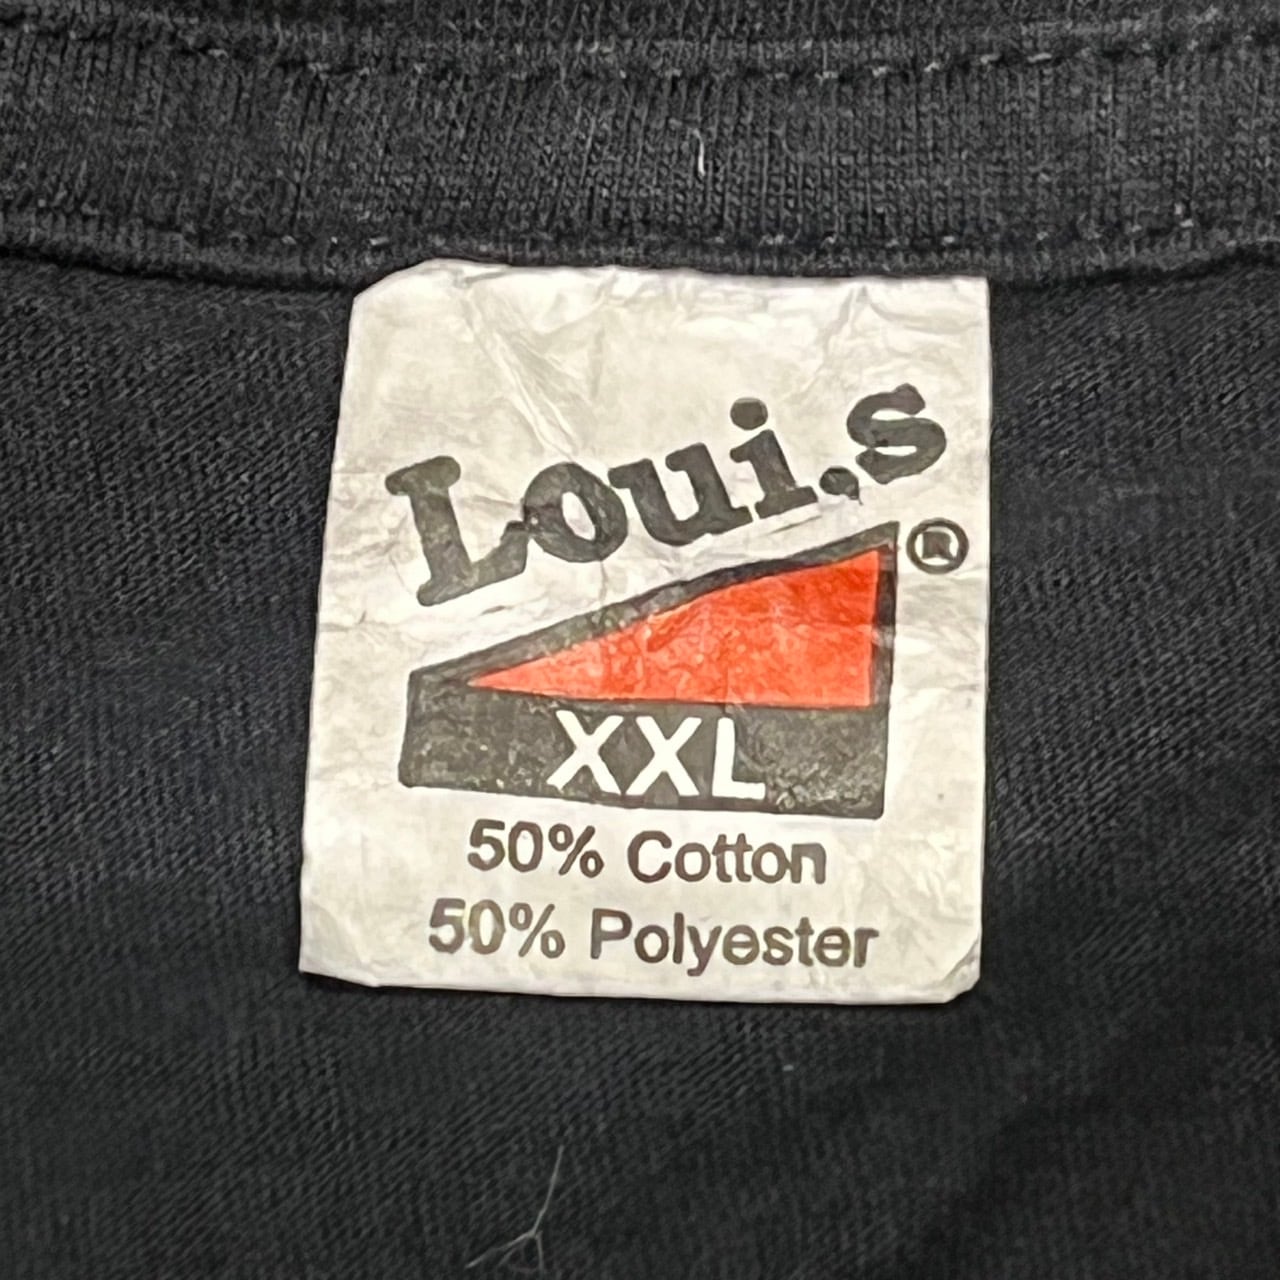 Loui.s
®
XXL
50% Cotton
50% Polyester